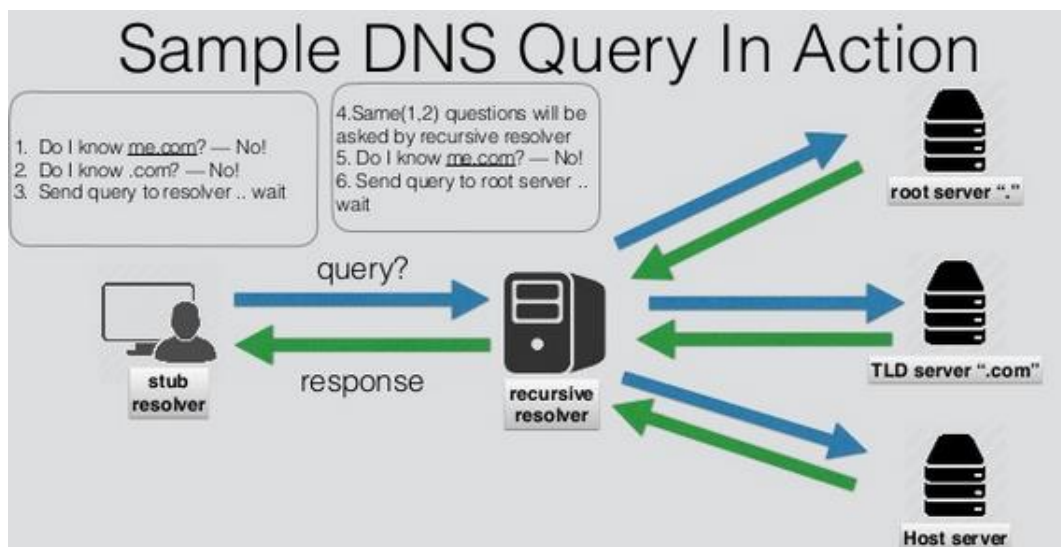 Sample DNS Query In Action
1. Do I know me.com? — No!
2. Do I know .com? — No!
3. Send query to resolver .. wait
4.Same(1,2) questions will be
asked by recursive resolver
5. Do I know me.com? — No!
6. Send query to root server ..
wait
root server “.”
query?
response
stub
resolver
recursive
resolver
TLD server “.com”
Host server